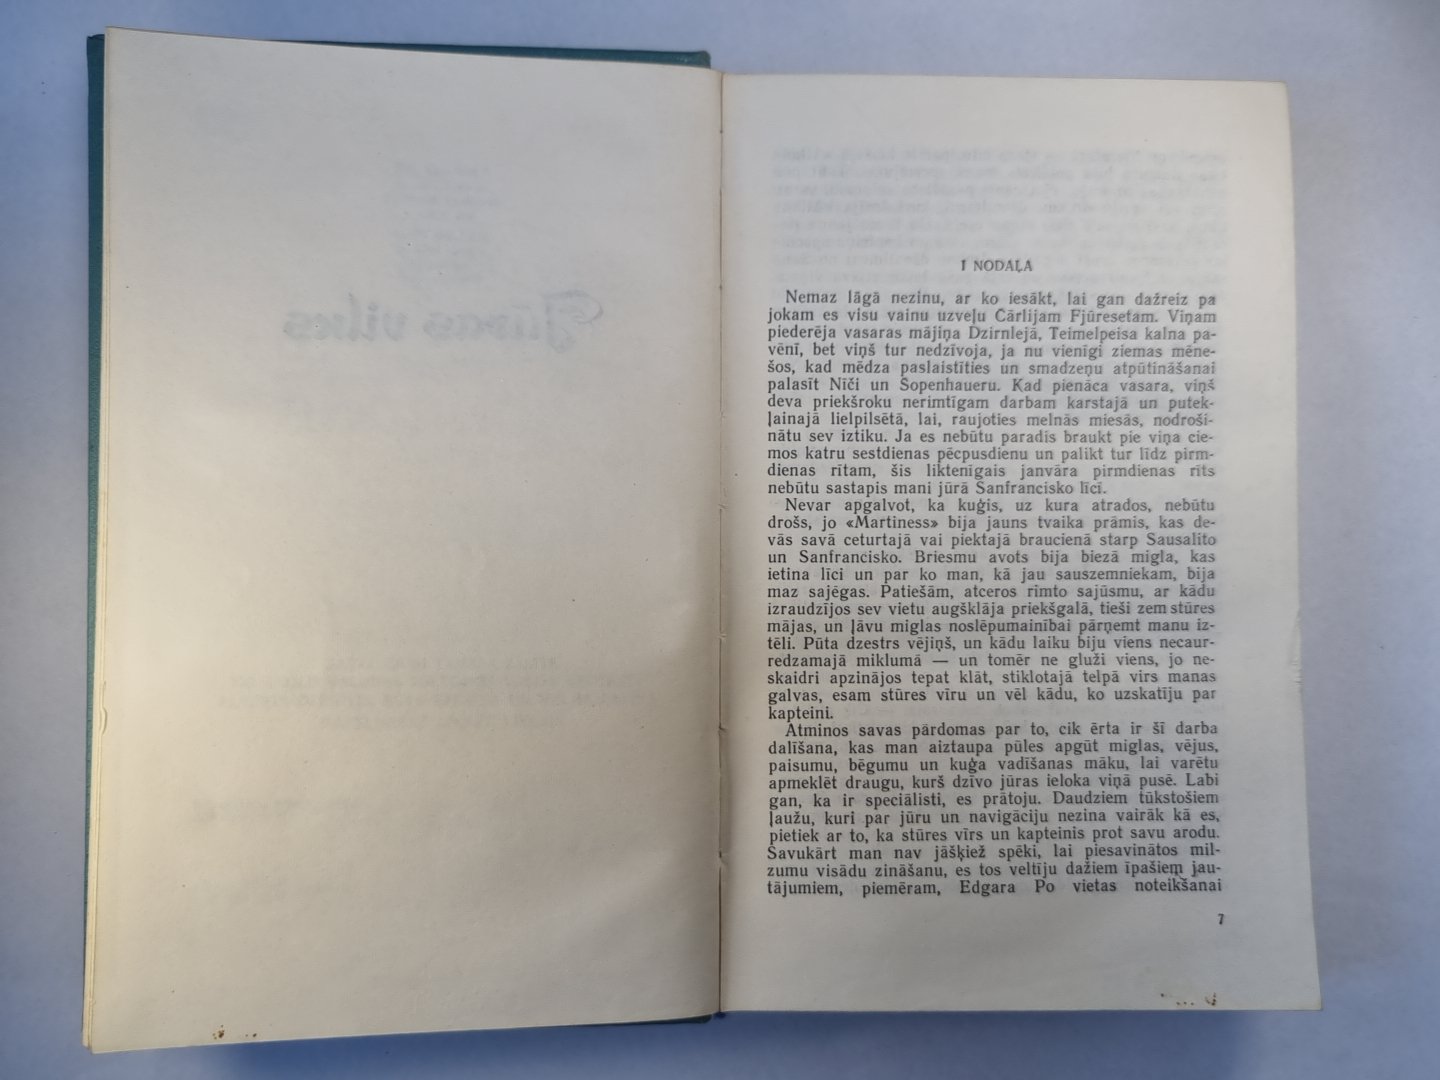 I NODAĻA
Nemaz lāgā nezinu, ar ko iesākt, lai gan dažreiz pa
jokam es visu vainu uzveļu Čārlijam Fjūresetam. Viņam
piederēja vasaras mājiņa Dzirnlejā, Teimelpeisa kalna pa-
vēnī, bet viņš tur nedzīvoja, ja nu vienīgi ziemas mēne-
šos, kad mēdza paslaistīties un smadzeņu atpūtināšanai
palasīt Nīči un Šopenhaueru. Kad pienāca vasara, viņš
deva priekšroku nerimtīgam darbam karstajā un putek-
ļainajā lielpilsētā, lai, raujoties melnās miesās, nodroši-
nātu sev iztiku. Ja es nebūtu paradis braukt pie viņa cie-
mos katru sestdienas pēcpusdienu un palikt tur līdz pirm-
dienas rītam, šis liktenīgais janvāra pirmdienas rīts
nebūtu sastapis mani jūrā Sanfrancisko līcī.
Nevar apgalvot, ka kuģis, uz kura atrados, nebūtu
drošs, jo «Martiness» bija jauns tvaika prāmis, kas de-
vās savā ceturtajā vai piektajā braucienā starp Sausalito
un Sanfrancisko. Briesmu avots bija biezā migla, kas
ietina līci un par ko man, kā jau sauszemniekam, bija
maz sajēgas. Patiešām, atceros rimto sajūsmu, ar kādu
izraudzījos sev vietu augšklāja priekšgalā, tieši zem stūres
mājas, un ļāvu miglas noslēpumainībai pārņemt manu iz-
tēli. Pūta dzestrs vējiņš, un kādu laiku biju viens necaur-
redzamajā miklumā — un tomēr ne gluži viens, jo ne-
skaidri apzinājos tepat klāt, stiklotajā telpā virs manas
galvas, esam stūres vīru un vēl kādu, ko uzskatīju par
kapteini.
Atminos savas pārdomas par to, cik ērta ir šī darba
dalīšana, kas man aiztaupa pūles apgūt miglas, vējus,
paisumu, bēgumu un kuģa vadīšanas māku, lai varētu
apmeklēt draugu, kurš dzīvo jūras ieloka viņā pusē. Labi
gan, ka ir speciālisti, es prātoju. Daudziem tūkstošiem
ļaužu, kuri par jūru un navigāciju nezina vairāk kā es,
pietiek ar to, ka stūres vīrs un kapteinis prot savu arodu.
Savukārt man nav jāšķiež spēki, lai piesavinātos mil-
zumu visādu zināšanu, es tos veltīju dažiem īpašiem jau-
tājumiem, piemēram, Edgara Po vietas noteikšanai
7
Jūras vilks